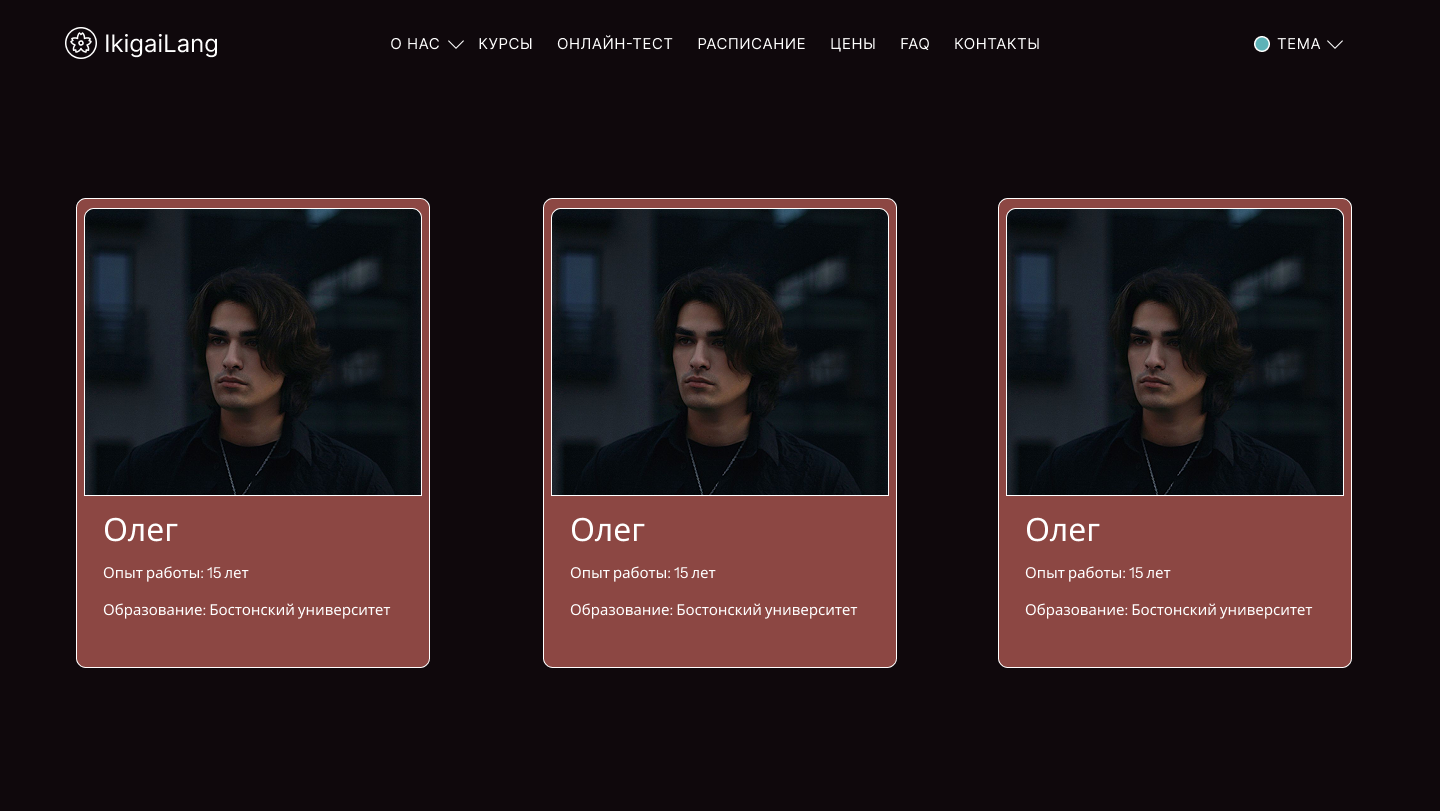 IkigaiLang
О НАС КУРСЫ ОНЛАЙН-ТЕСТ РАСПИСАНИЕ ЦЕНЫ FAQ КОНТАКТЫ
ТЕМА
Олег
Опыт работы: 15 лет
Образование: Бостонский университет
Олег
Опыт работы: 15 лет
Образование: Бостонский университет
Олег
Опыт работы: 15 лет
Образование: Бостонский университет